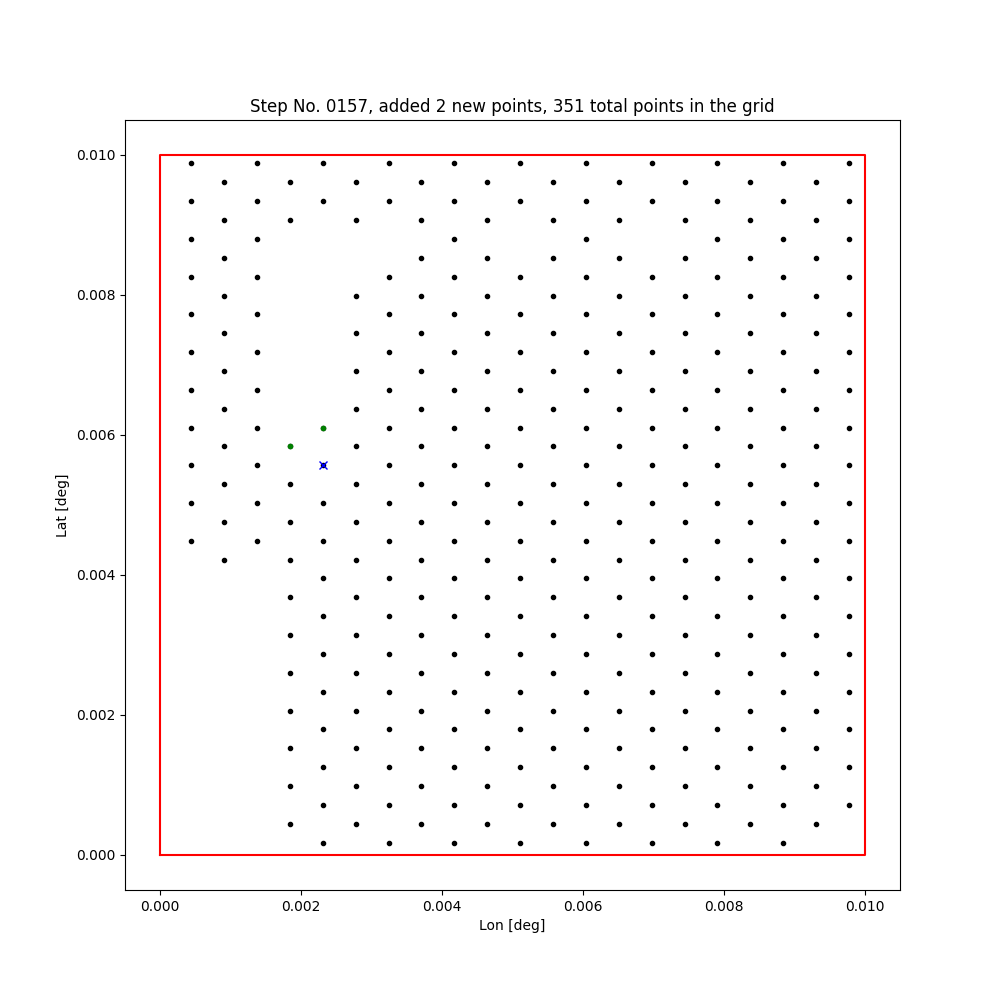 Step No. 0157, added 2 new points, 351 total points in the grid
0.010
0.008
0.006
0.004
0.002
0.000
Lat [deg]
0.000 0.002 0.004 0.006 0.008 0.010
Lon [deg]